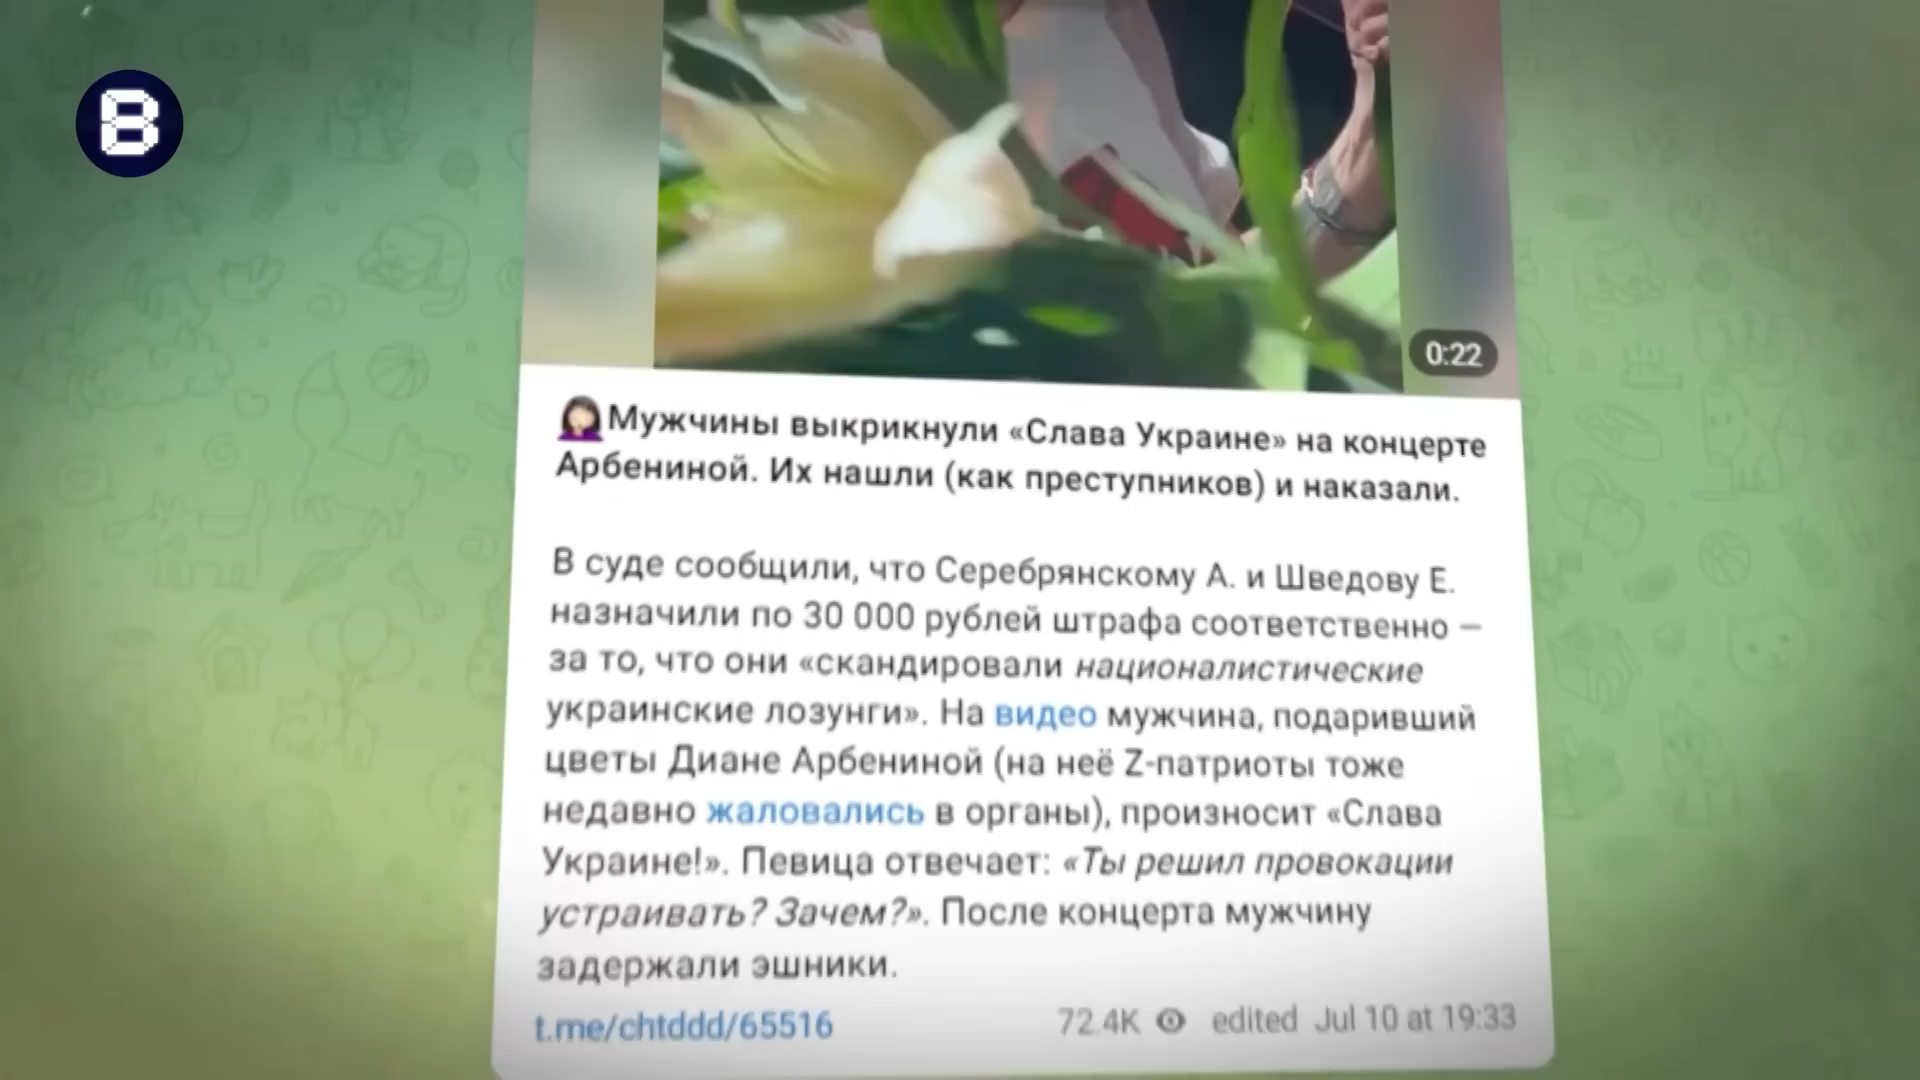 B
0:22
Мужчины выкрикнули «Слава Украине» на концерте
Арбениной. Их нашли (как преступников) и наказали.
В суде сообщили, что Серебрянскому А. и Шведову Е.
назначили по 30 000 рублей штрафа соответственно —
за то, что они «скандировали националистические
украинские лозунги». На видео мужчина, подаривший
цветы Диане Арбениной (на неё Z-патриоты тоже
недавно жаловались в органы), произносит «Слава
Украине!». Певица отвечает: «Ты решил провокации
устраивать? Зачем?». После концерта мужчину
задержали эшники.
t.me/chtddd/65516 72.4K edited Jul 10 at 19:33